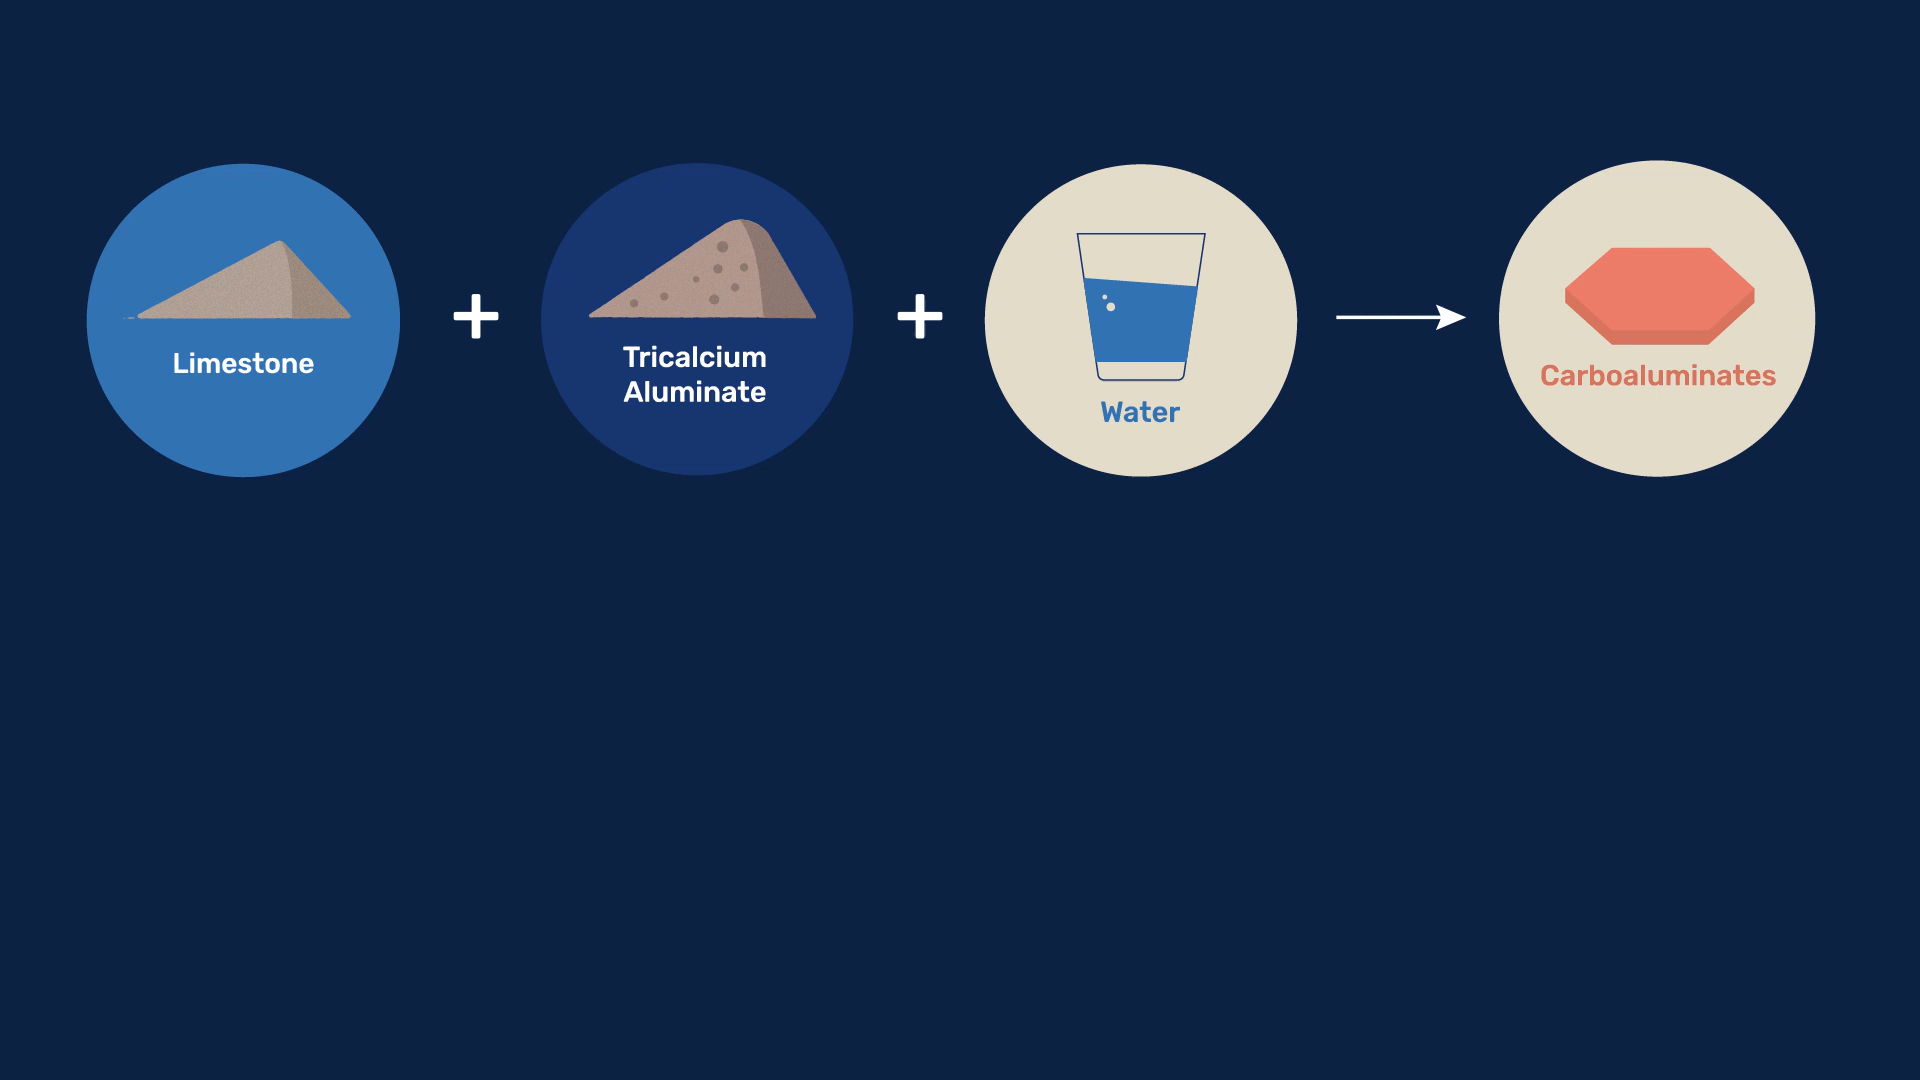 Limestone
Tricalcium
Aluminate
Water
Carboaluminates